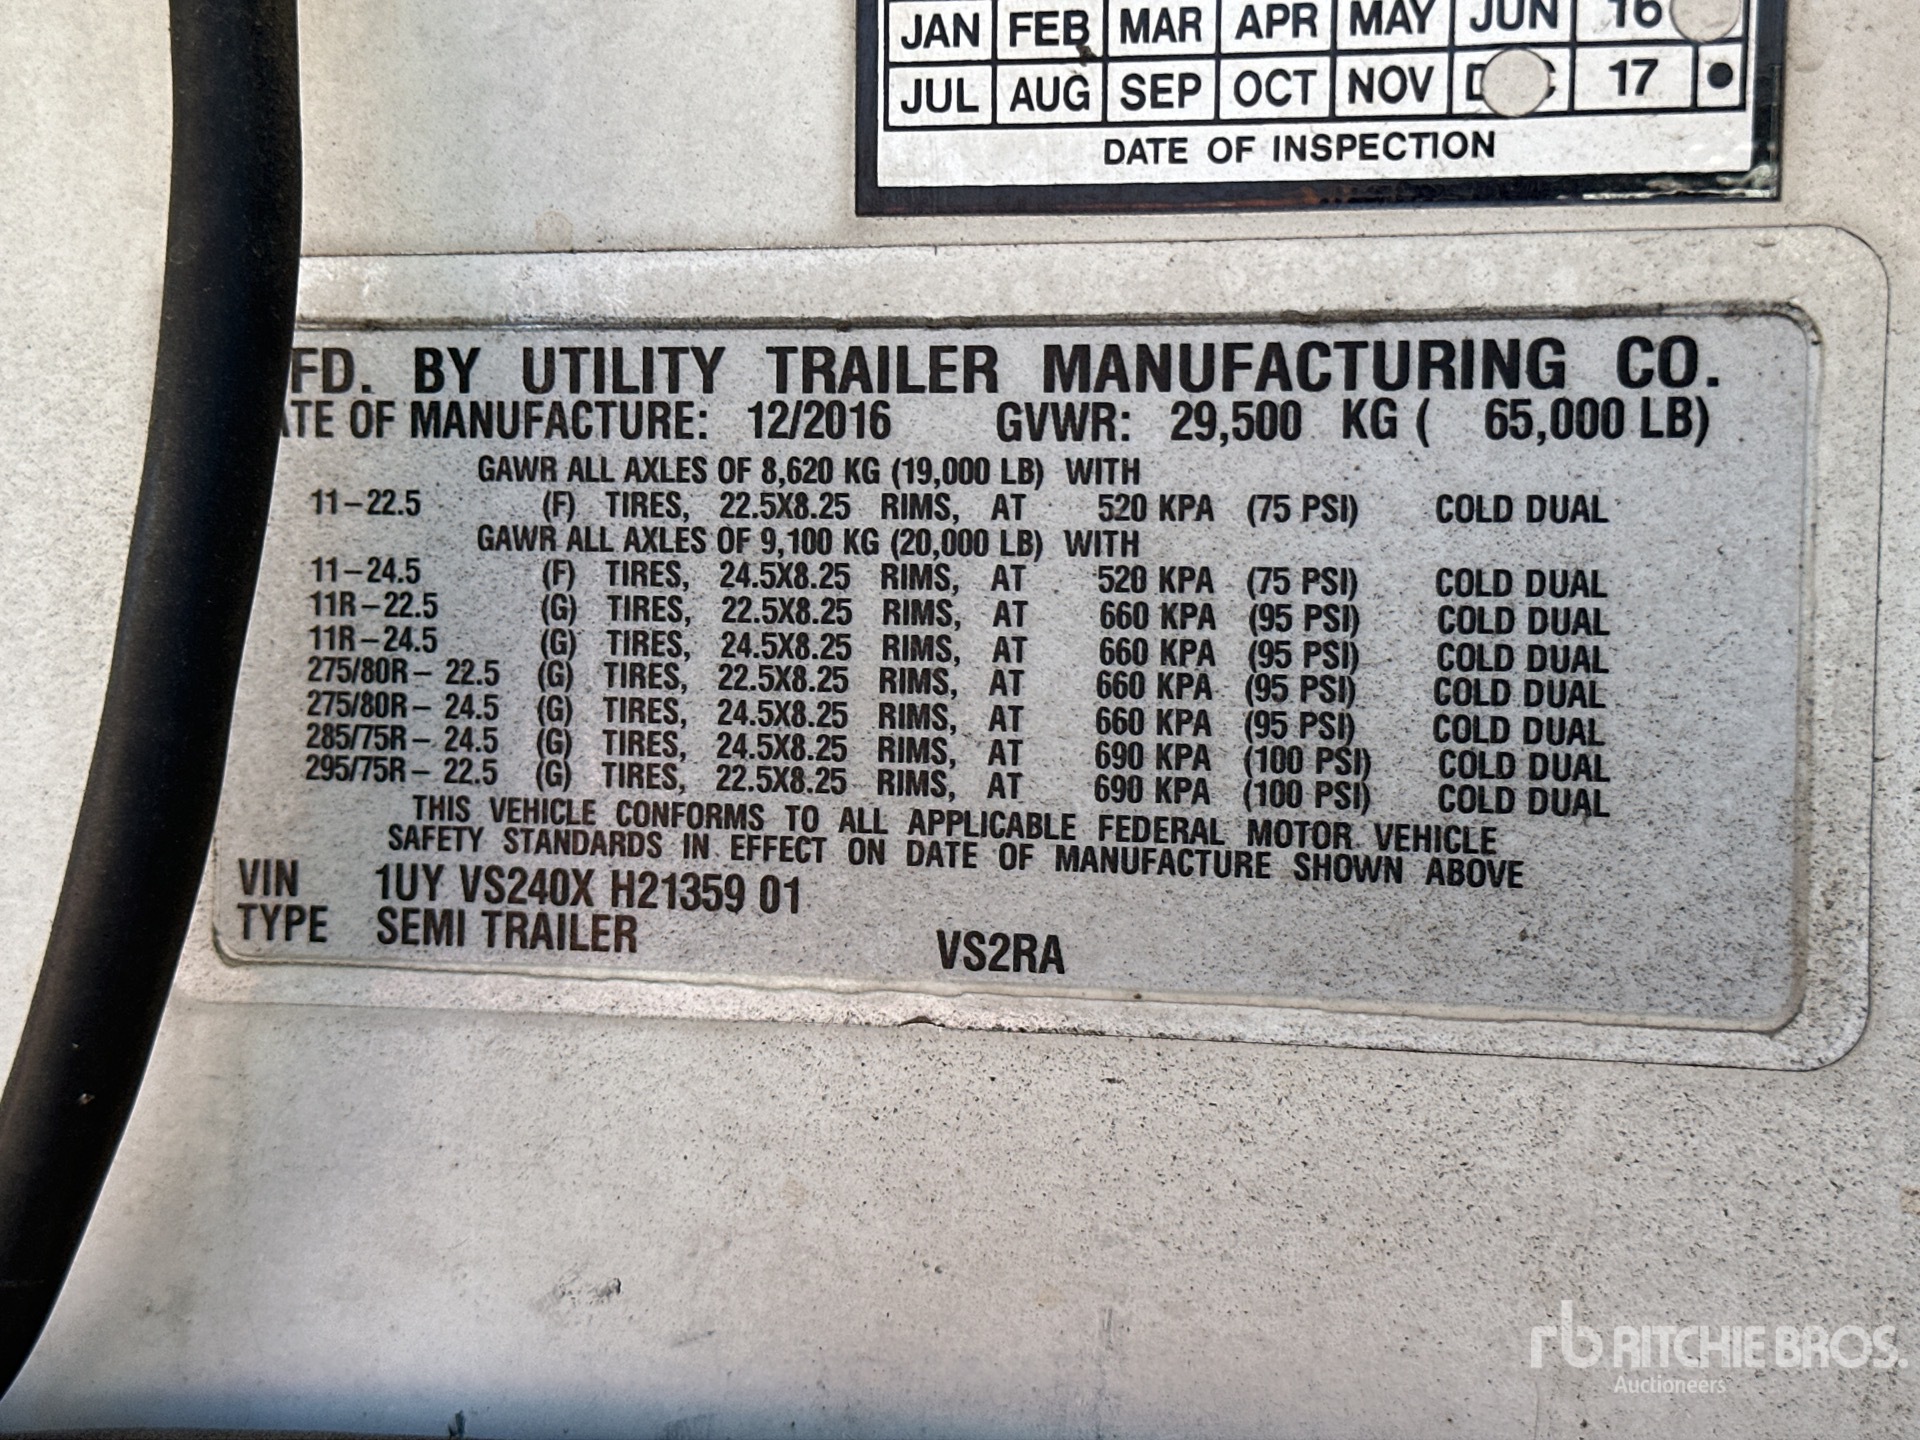 JAN FEB MAR APR MAY JUN 16
JUL AUG SEP OCT NOV 17
DATE OF INSPECTION
FD. BY UTILITY TRAILER MANUFACTURING CO.
ATE OF MANUFACTURE: 12/2016 GVWR: 29,500 KG ( 65,000 LB)
GAWR ALL AXLES OF 8,620 KG (19,000 LB) WITH
11-22.5 (F) TIRES, 22.5X8.25 RIMS, AT 520 KPA (75 PSI) COLD DUAL
GAWR ALL AXLES OF 9,100 KG (20,000 LB) WITH
11-24.5 (F) TIRES, 24.5X8.25 RIMS, AT 520 KPA (75 PSI) COLD DUAL
11R-22.5 (G) TIRES, 22.5X8.25 RIMS, AT 660 KPA (95 PSI) COLD DUAL
11R-24.5 (G) TIRES, 24.5X8.25 RIMS, AT 660 KPA (95 PSI) COLD DUAL
275/80R-22.5 (G) TIRES, 22.5X8.25 RIMS, AT 660 KPA (95 PSI) COLD DUAL
275/80R-24.5 (G) TIRES, 24.5X8.25 RIMS, AT 660 KPA (95 PSI) COLD DUAL
285/75R-24.5 (G) TIRES, 24.5X8.25 RIMS, AT 690 KPA (100 PSI) COLD DUAL
295/75R-22.5 (G) TIRES, 22.5X8.25 RIMS, AT 690 KPA (100 PSI) COLD DUAL
THIS VEHICLE CONFORMS TO ALL APPLICABLE FEDERAL MOTOR VEHICLE
SAFETY STANDARDS IN EFFECT ON DATE OF MANUFACTURE SHOWN ABOVE
VIN 1UY VS240X H21359 01
TYPE SEMI TRAILER VS2RA
rb RITCHIE BROS.
Auctioneers